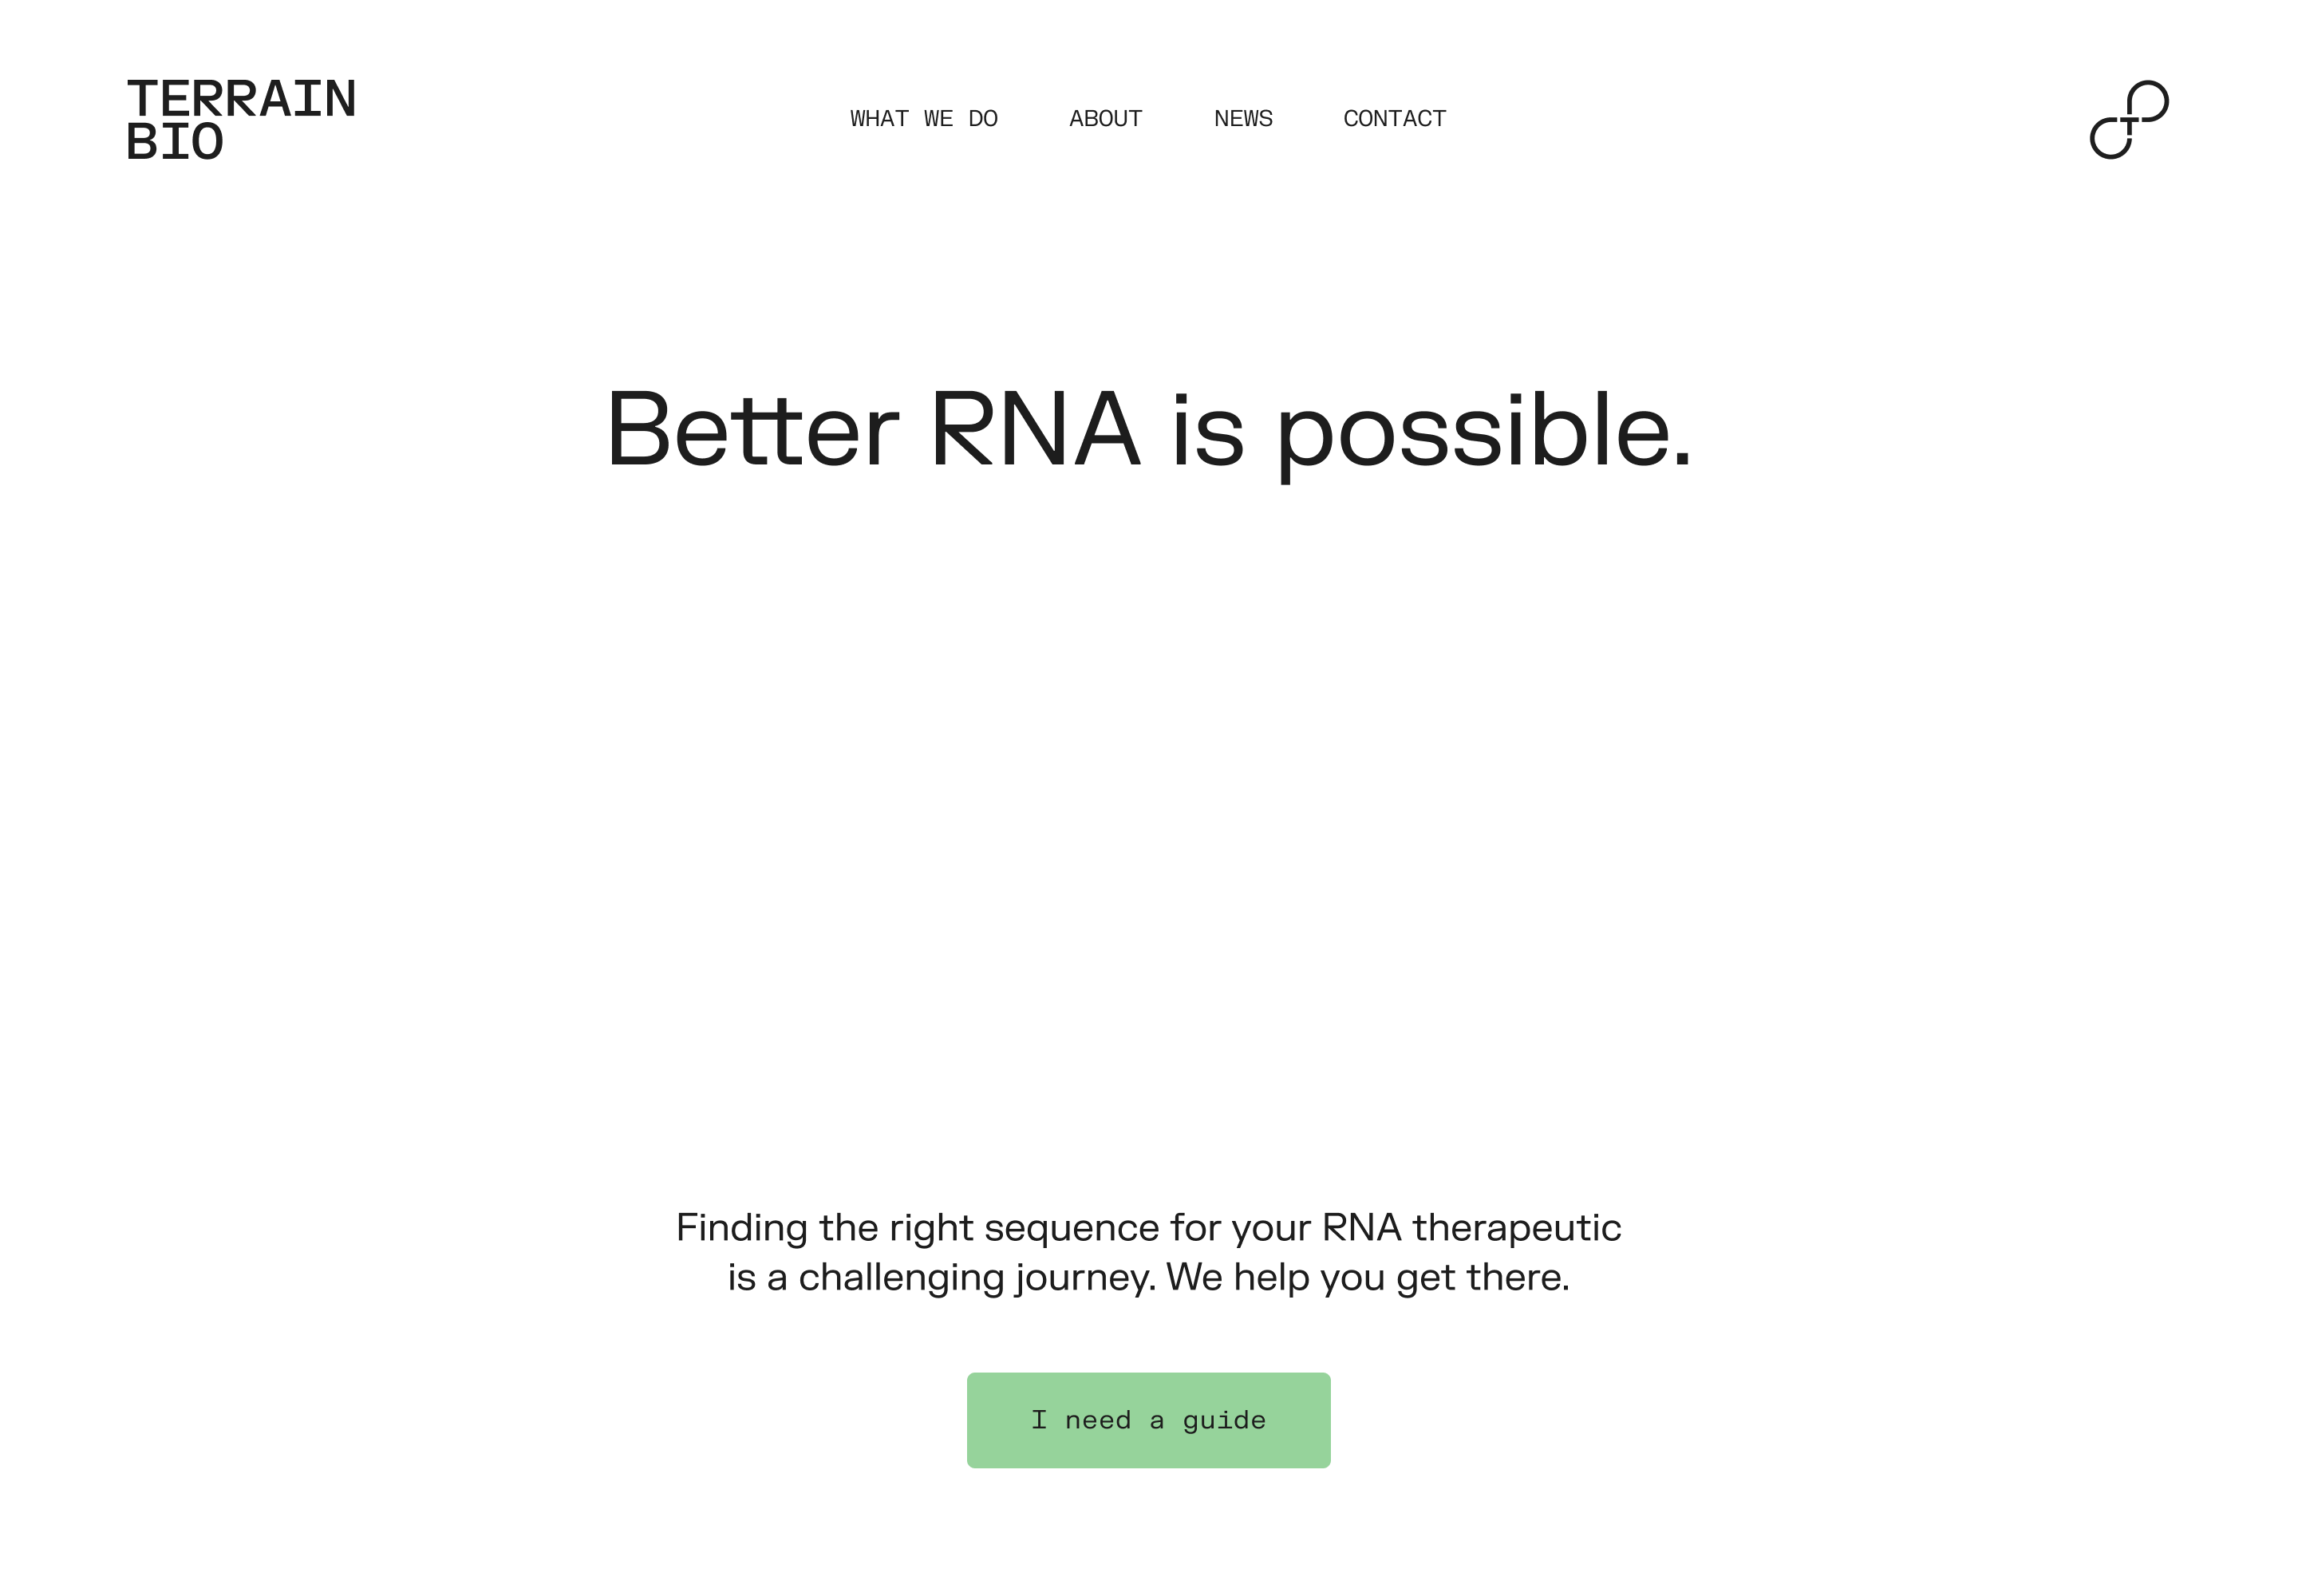 TERRAIN
BIO
WHAT WE DO ABOUT NEWS CONTACT
Better RNA is possible.
Finding the right sequence for your RNA therapeutic
is a challenging journey. We help you get there.
I need a guide